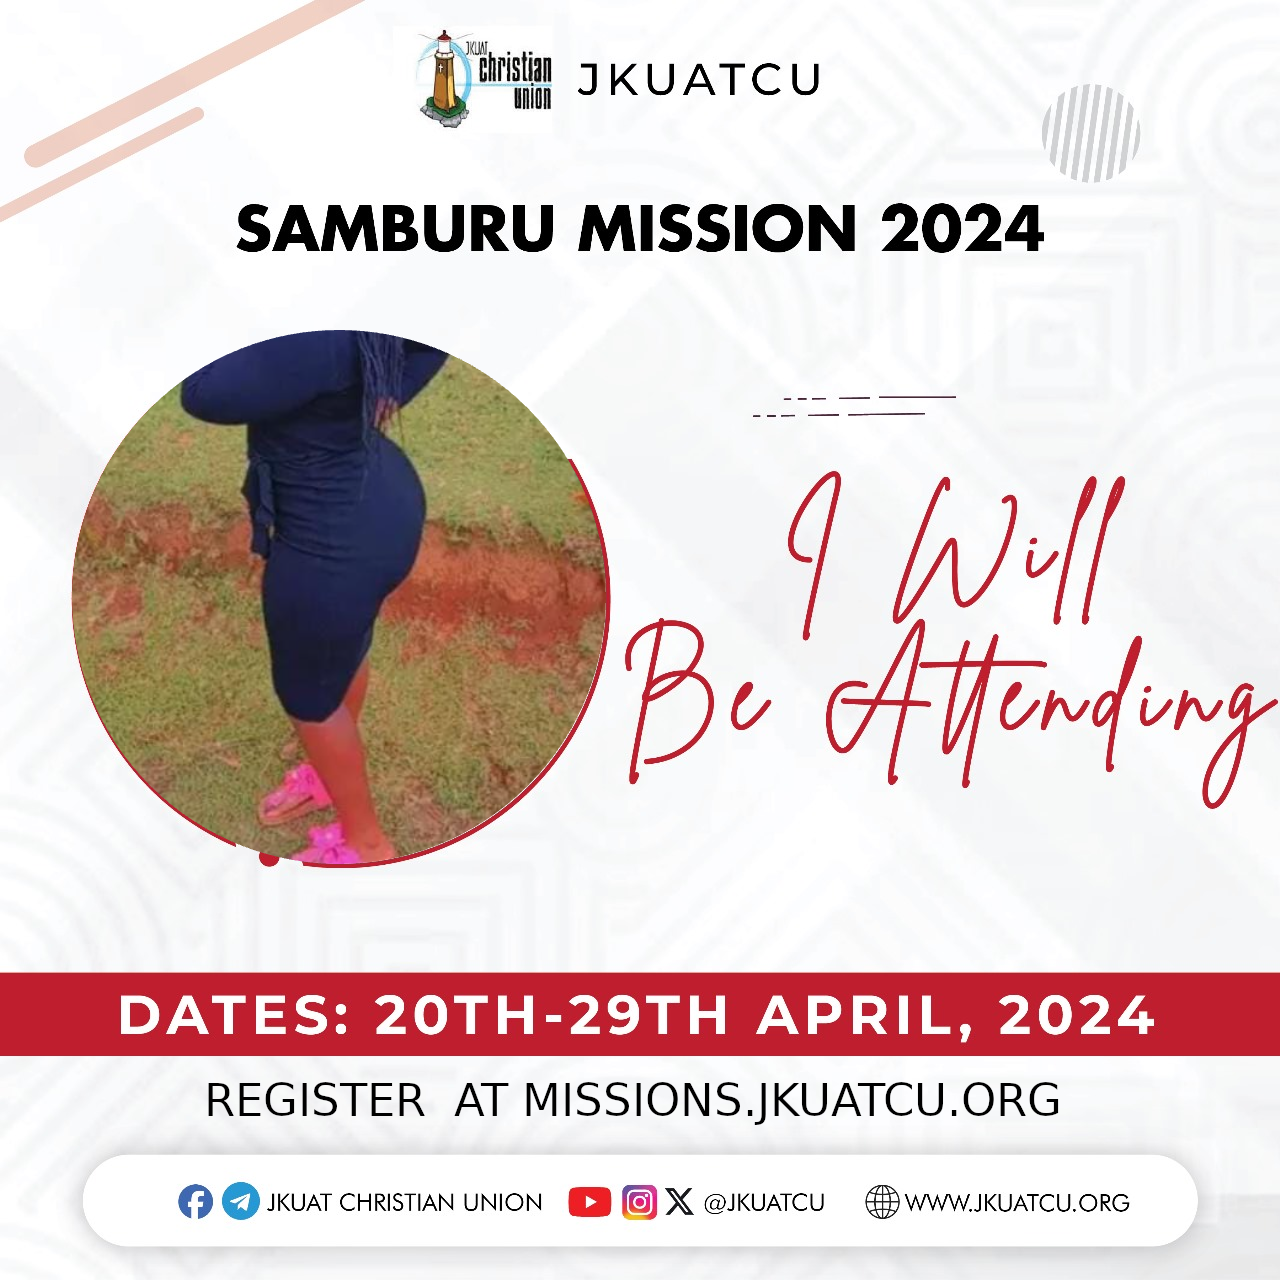 JKUAT
christian
union
JKUATCU
SAMBURU MISSION 2024
I Will
Be Attending
DATES: 20TH-29TH APRIL, 2024
REGISTER  AT MISSIONS.JKUATCU.ORG
JKUAT CHRISTIAN UNION @JKUATCU WWW.JKUATCU.ORG